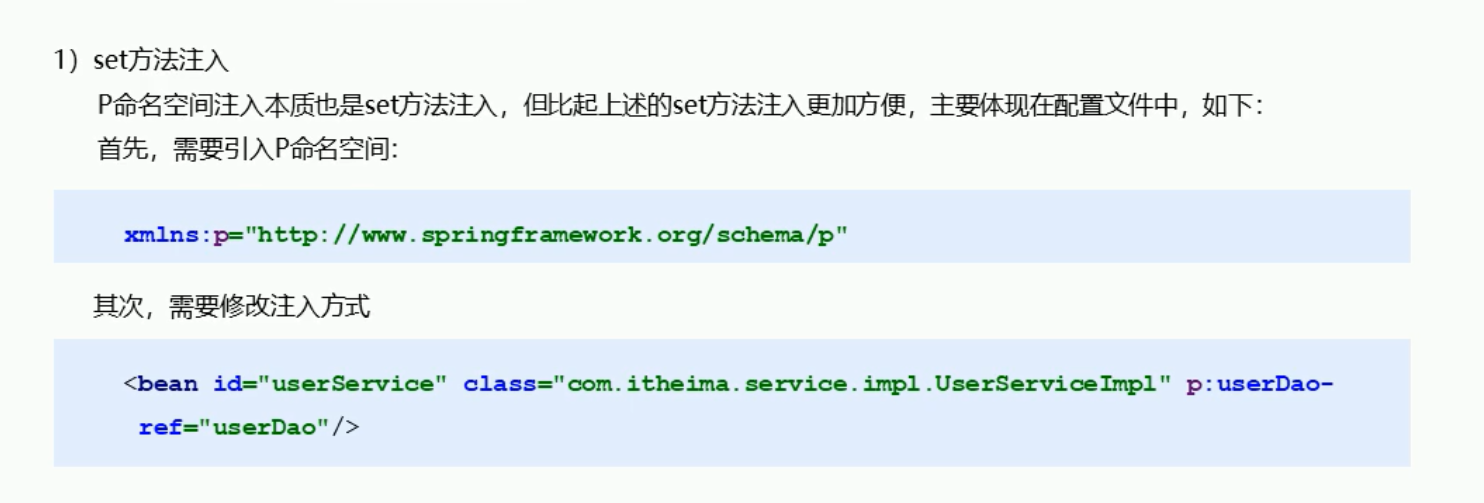 1）set方法注入
P命名空间注入本质也是set方法注入，但比起上述的set方法注入更加方便，主要体现在配置文件中，如下：
首先，需要引入P命名空间：
xmlns:p="http://www.springframework.org/schema/p"
其次，需要修改注入方式
<bean id="userService" class="com.itheima.service.impl.UserServiceImpl" p:userDao-
ref="userDao"/>